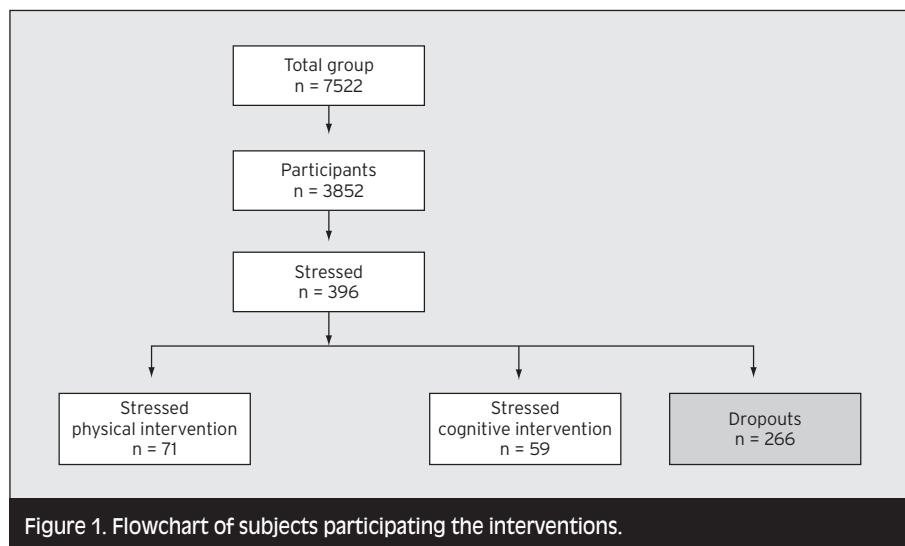 Total group
n = 7522
Participants
n = 3852
Stressed
n = 396
Stressed
physical intervention
n = 71
Stressed
cognitive intervention
n = 59
Dropouts
n = 266
Figure 1. Flowchart of subjects participating the interventions.